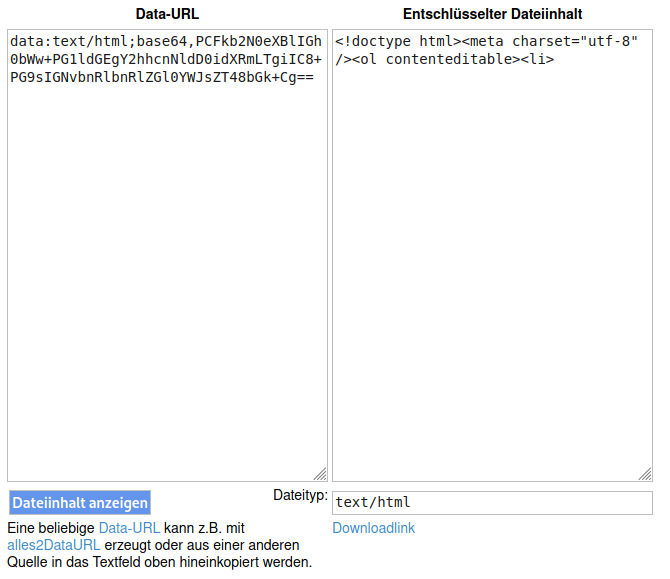 Data-URL
Entschlüsselter Dateiinhalt
data:text/html;base64,PCFkb2N0eXBlIGh
0bWw+PG1ldGEgY2hhcnNldD0idXRmLTgiIC8+
PG9sIGNvbnRlbnRlZGl0YWJsZT48bGk+Cg==
<!doctype html><meta charset="utf-8"
/><ol contenteditable><li>
Dateiinhalt anzeigen
Dateityp:
text/html
Eine beliebige Data-URL kann z.B. mit
alles2DataURL erzeugt oder aus einer anderen
Quelle in das Textfeld oben hineinkopiert werden.
Downloadlink